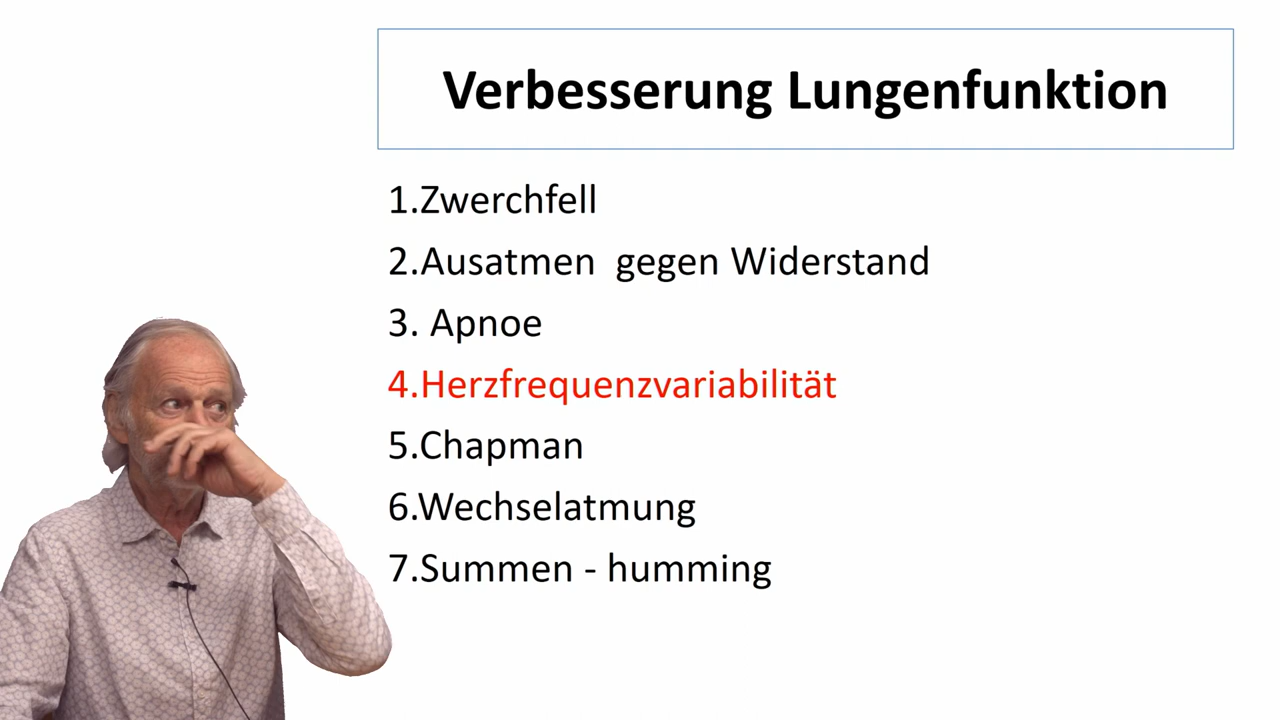 Verbesserung Lungenfunktion
1.Zwerchfell
2.Ausatmen  gegen Widerstand
3. Apnoe
4.Herzfrequenzvariabilität
5.Chapman
6.Wechselatmung
7.Summen - humming